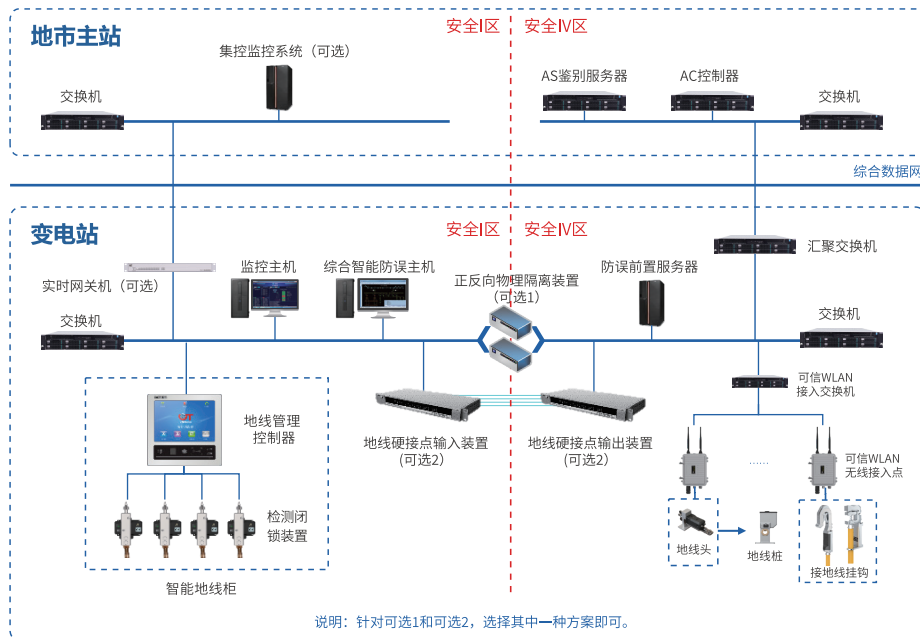 地市主站
安全I区
安全IV区
集控监控系统（可选）
AS鉴别服务器
AC控制器
交换机
交换机
综合数据网
变电站
安全I区
安全IV区
汇聚交换机
监控主机
综合智能防误主机
正反向物理隔离装置
（可选1）
防误前置服务器
实时网关机（可选）
交换机
交换机
可信WLAN
接入交换机
地线管理
控制器
地线硬接点输入装置
(可选2）
地线硬接点输出装置
(可选2）
......
可信WLAN
无线接入点
检测闭
锁装置
地线头
地线桩
接地线挂钩
智能地线柜
说明：针对可选1和可选2，选择其中一种方案即可。